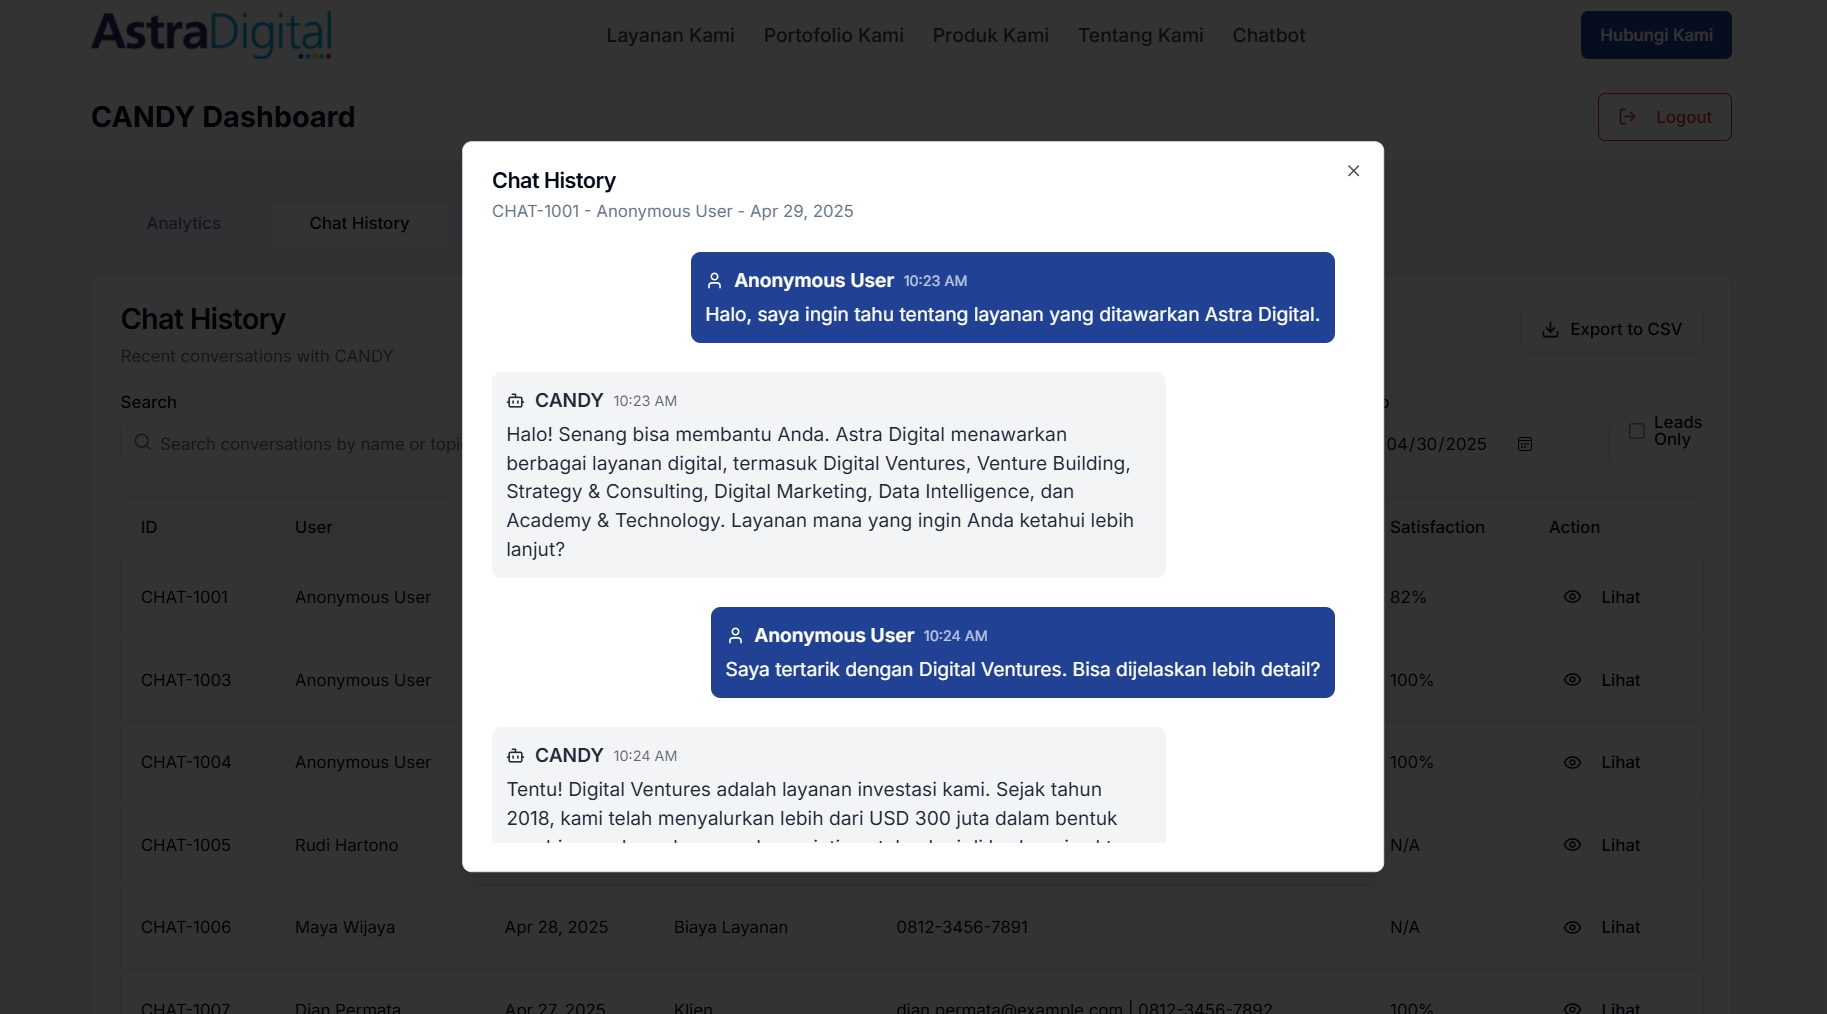 AstraDigital
Layanan Kami
Portofolio Kami
Produk Kami
Tentang Kami
Chatbot
Hubungi Kami
CANDY Dashboard
Logout
Analytics
Chat History
Chat History
Recent conversations with CANDY
Export to CSV
Search
Search conversations by name or topi
04/30/2025
Leads
Only
ID
User
Satisfaction
Action
CHAT-1001
Anonymous User
82%
Lihat
CHAT-1003
Anonymous User
100%
Lihat
CHAT-1004
Anonymous User
100%
Lihat
CHAT-1005
Rudi Hartono
N/A
Lihat
CHAT-1006
Maya Wijaya
Apr 28, 2025
Biaya Layanan
0812-3456-7891
N/A
Lihat
CHAT-1007
Dian Permata
Apr 27, 2025
Klien
dian.permata@example.com | 0812-3456-7892
100%
Lihat
Chat History
CHAT-1001 - Anonymous User - Apr 29, 2025
Anonymous User 10:23 AM
Halo, saya ingin tahu tentang layanan yang ditawarkan Astra Digital.
CANDY 10:23 AM
Halo! Senang bisa membantu Anda. Astra Digital menawarkan
berbagai layanan digital, termasuk Digital Ventures, Venture Building,
Strategy & Consulting, Digital Marketing, Data Intelligence, dan
Academy & Technology. Layanan mana yang ingin Anda ketahui lebih
lanjut?
Anonymous User 10:24 AM
Saya tertarik dengan Digital Ventures. Bisa dijelaskan lebih detail?
CANDY 10:24 AM
Tentu! Digital Ventures adalah layanan investasi kami. Sejak tahun
2018, kami telah menyalurkan lebih dari USD 300 juta dalam bentuk